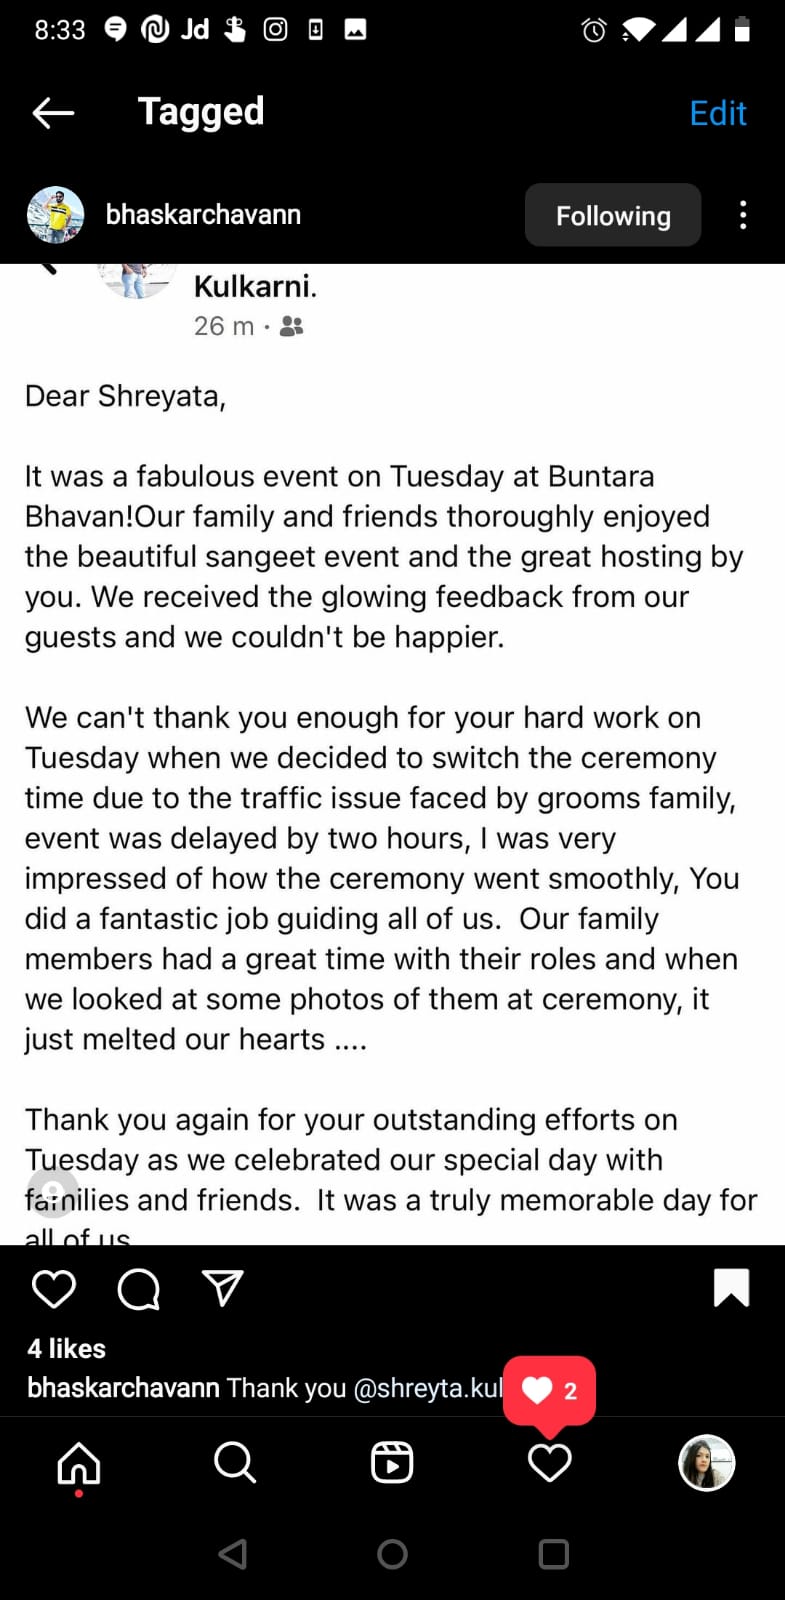 8:33 Jd
Tagged
Edit
bhaskarchavann
Following
Kulkarni.
26 m ·
Dear Shreyata,
It was a fabulous event on Tuesday at Buntara
Bhavan!Our family and friends thoroughly enjoyed
the beautiful sangeet event and the great hosting by
you. We received the glowing feedback from our
guests and we couldn't be happier.
We can't thank you enough for your hard work on
Tuesday when we decided to switch the ceremony
time due to the traffic issue faced by grooms family,
event was delayed by two hours, I was very
impressed of how the ceremony went smoothly, You
did a fantastic job guiding all of us.  Our family
members had a great time with their roles and when
we looked at some photos of them at ceremony, it
just melted our hearts ....
Thank you again for your outstanding efforts on
Tuesday as we celebrated our special day with
families and friends.  It was a truly memorable day for
all of us
4 likes
bhaskarchavann Thank you @shreyta.kul
2